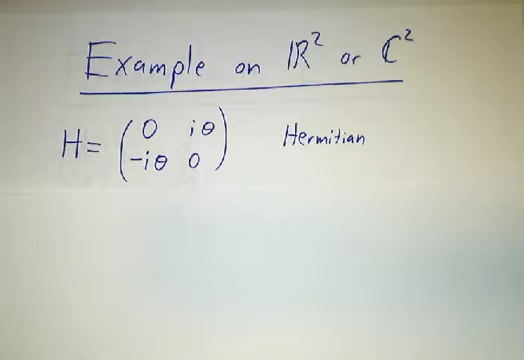 Example on ℝ² or ℂ²
H = (0 iθ
-iθ 0) Hermitian